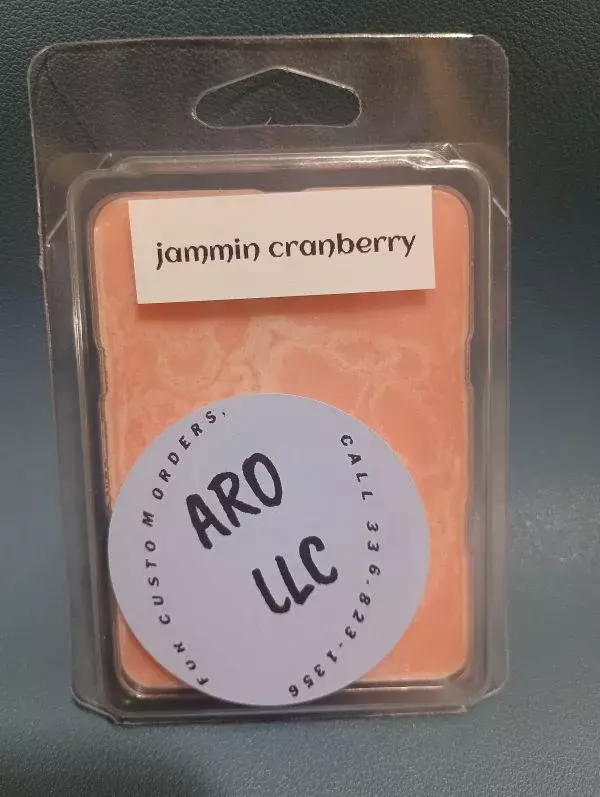 jammin cranberry
FOR CUSTOM ORDERS,
CALL 336-823-1356
ARO
LLC